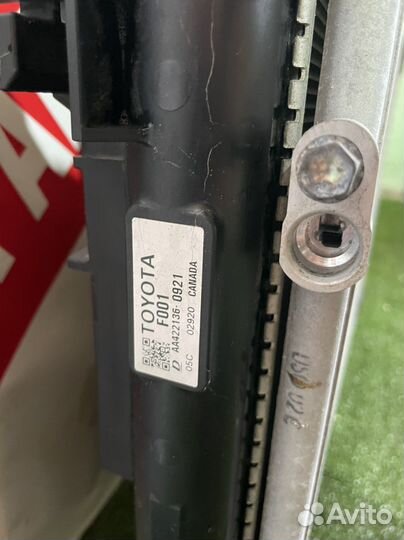 TOYOTA
F001
D AA422136 0921
05C 02920 CANADA
Avito